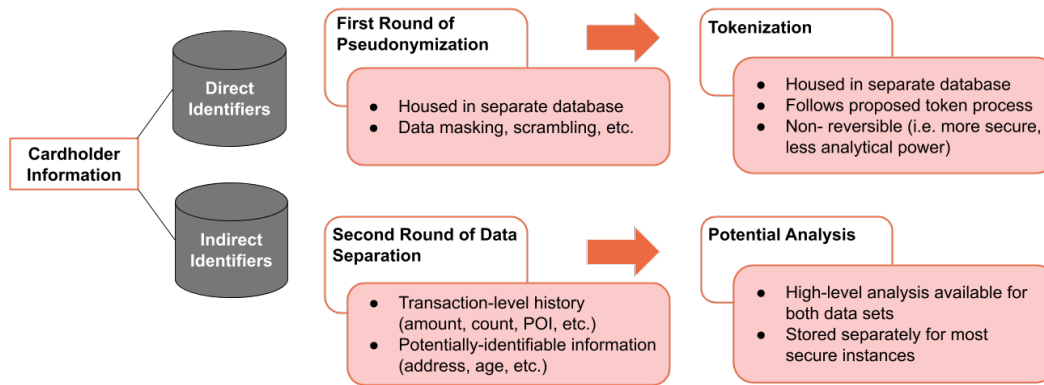 Cardholder
Information
Direct
Identifiers
First Round of
Pseudonymization
● Housed in separate database
● Data masking, scrambling, etc.
Tokenization
● Housed in separate database
● Follows proposed token process
● Non- reversible (i.e. more secure,
less analytical power)
Indirect
Identifiers
Second Round of Data
Separation
● Transaction-level history
(amount, count, POI, etc.)
● Potentially-identifiable information
(address, age, etc.)
Potential Analysis
● High-level analysis available for
both data sets
● Stored separately for most
secure instances